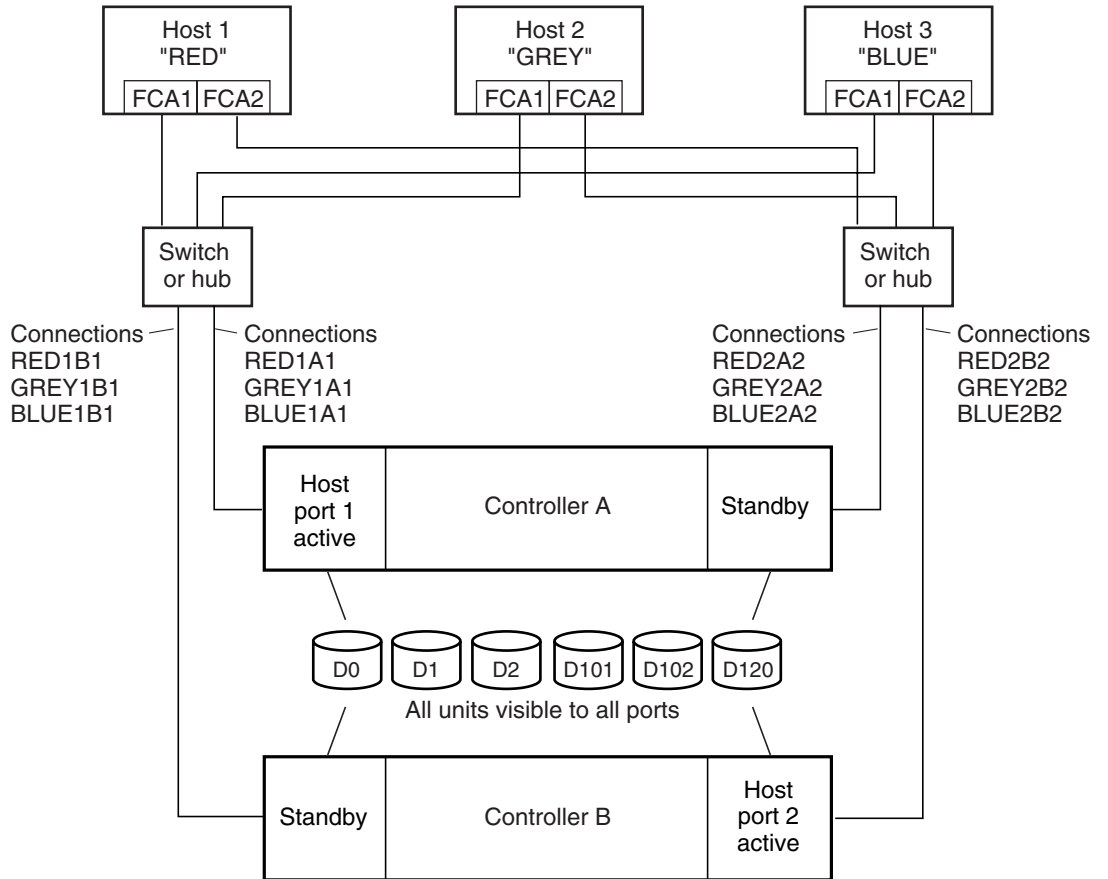 Host 1
"RED"
FCA1 FCA2
Host 2
"GREY"
FCA1 FCA2
Host 3
"BLUE"
FCA1 FCA2
Switch
or hub
Switch
or hub
Connections
RED1B1
GREY1B1
BLUE1B1
Connections
RED1A1
GREY1A1
BLUE1A1
Connections
RED2A2
GREY2A2
BLUE2A2
Connections
RED2B2
GREY2B2
BLUE2B2
Host
port 1
active
Controller A
Standby
D0 D1 D2 D101 D102 D120
All units visible to all ports
Standby
Controller B
Host
port 2
active